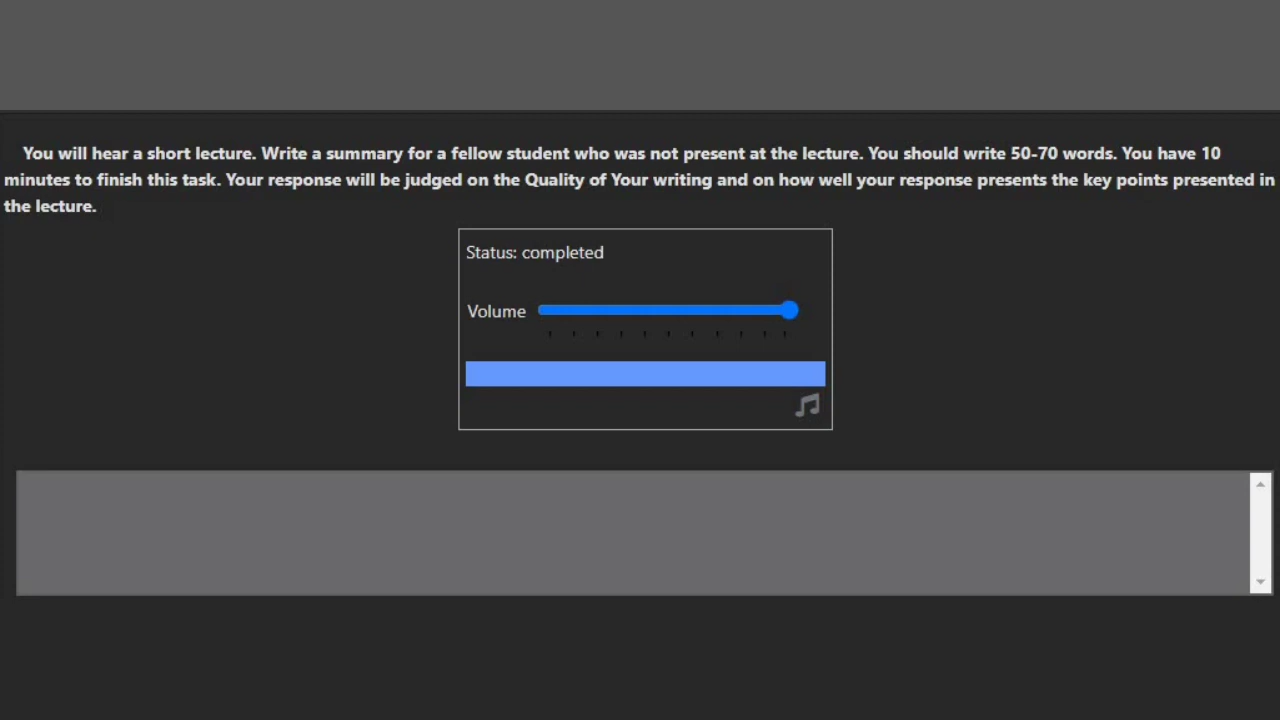 You will hear a short lecture. Write a summary for a fellow student who was not present at the lecture. You should write 50-70 words. You have 10
minutes to finish this task. Your response will be judged on the Quality of Your writing and on how well your response presents the key points presented in
the lecture.
Status: completed
Volume